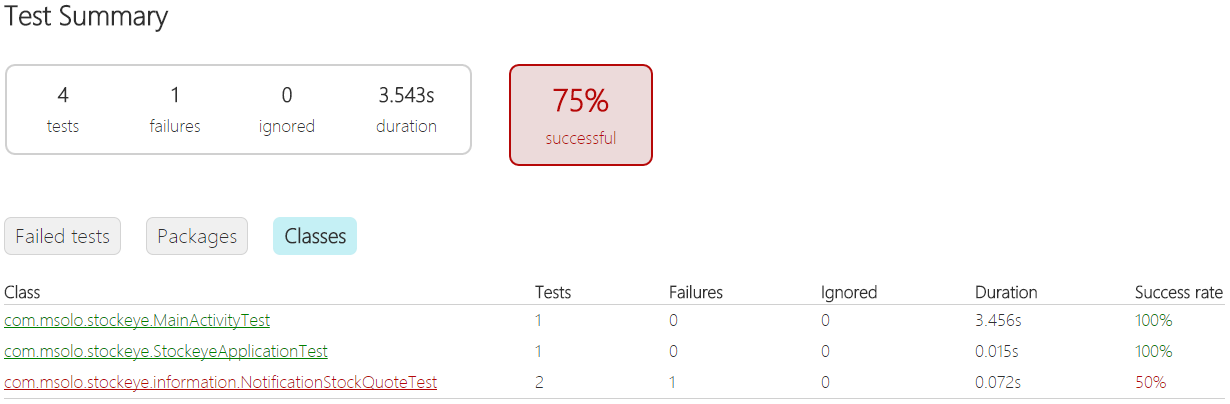 Test Summary
4 1 0 3.543s
tests failures ignored duration
75%
successful
Failed tests Packages Classes
Class Tests Failures Ignored Duration Success rate
com.msolo.stockeye.MainActivityTest 1 0 0 3.456s 100%
com.msolo.stockeye.StockeyeApplicationTest 1 0 0 0.015s 100%
com.msolo.stockeye.information.NotificationStockQuoteTest 2 1 0 0.072s 50%